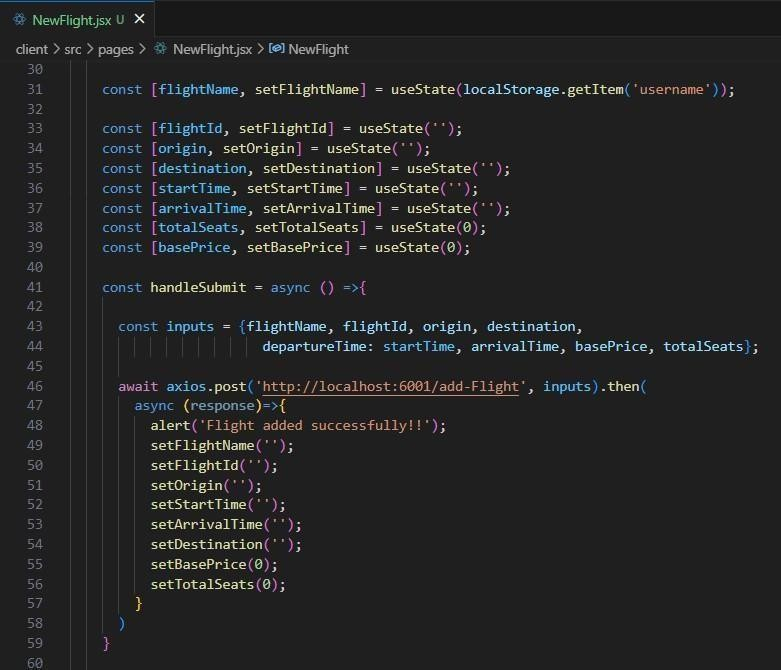 NewFlight.jsx U ×
client > src > pages > NewFlight.jsx > NewFlight
30
31 const [flightName, setFlightName] = useState(localStorage.getItem('username'));
32
33 const [flightId, setFlightId] = useState('');
34 const [origin, setOrigin] = useState('');
35 const [destination, setDestination] = useState('');
36 const [startTime, setStartTime] = useState('');
37 const [arrivalTime, setArrivalTime] = useState('');
38 const [totalSeats, setTotalSeats] = useState(0);
39 const [basePrice, setBasePrice] = useState(0);
40
41 const handleSubmit = async () =>{
42
43 const inputs = {flightName, flightId, origin, destination,
44 departureTime: startTime, arrivalTime, basePrice, totalSeats};
45
46 await axios.post('http://localhost:6001/add-Flight', inputs).then(
47 async (response)=>{
48 alert('Flight added successfully!!');
49 setFlightName('');
50 setFlightId('');
51 setOrigin('');
52 setStartTime('');
53 setArrivalTime('');
54 setDestination('');
55 setBasePrice(0);
56 setTotalSeats(0);
57 }
58 )
59 }
60